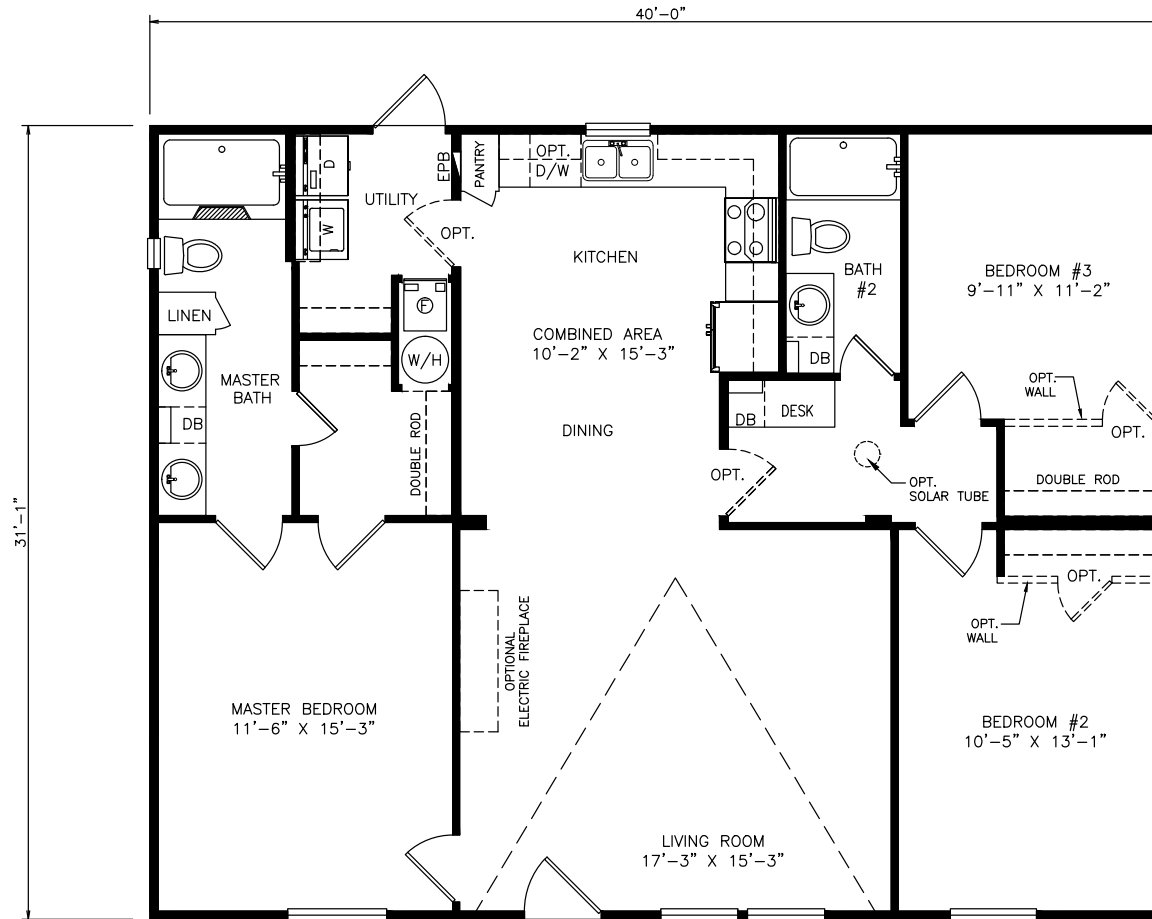 40'-0"
31'-1"
D
W
UTILITY
EPB
PANTRY
OPT.
D/W
OPT.
KITCHEN
BATH
#2
BEDROOM #3
9'-11" X 11'-2"
LINEN
F
W/H
COMBINED AREA
10'-2" X 15'-3"
DB
MASTER
BATH
DB
DOUBLE ROD
DINING
DB
DESK
OPT.
WALL
OPT.
OPT.
OPT.
SOLAR TUBE
DOUBLE ROD
OPT.
OPT.
WALL
OPTIONAL
ELECTRIC FIREPLACE
MASTER BEDROOM
11'-6" X 15'-3"
BEDROOM #2
10'-5" X 13'-1"
LIVING ROOM
17'-3" X 15'-3"